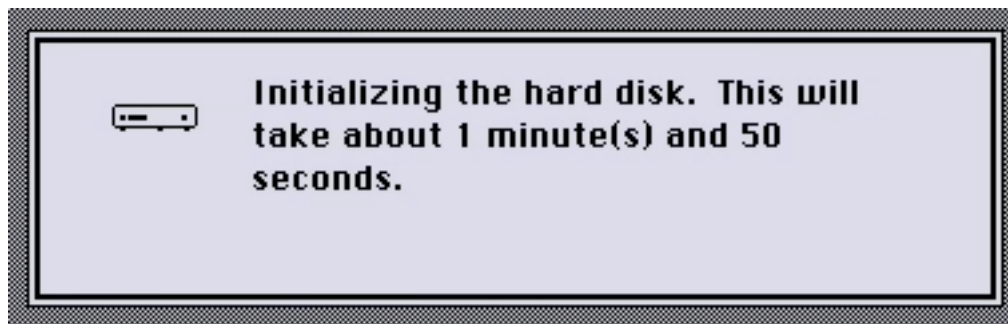 Initializing the hard disk. This will
take about 1 minute(s) and 50
seconds.